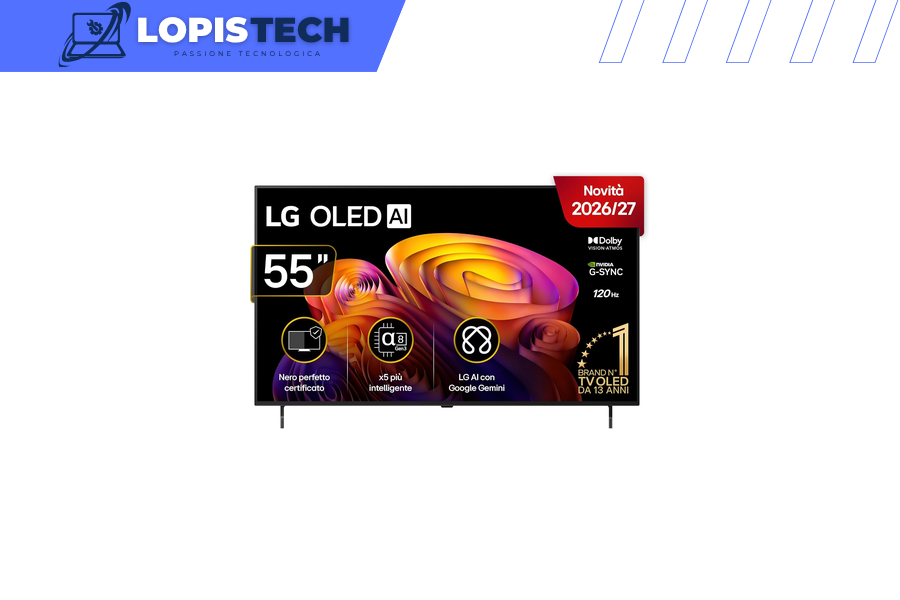 LOPISTECH
PASSIONE TECNOLOGICA
Novità
2026/27
LG OLED AI
Dolby
VISION·ATMOS
55"
NVIDIA
G-SYNC
120Hz
α8
Gen3
Nero perfetto
certificato
x5 più
intelligente
LG AI con
Google Gemini
1
BRAND N°
TV OLED
DA 13 ANNI